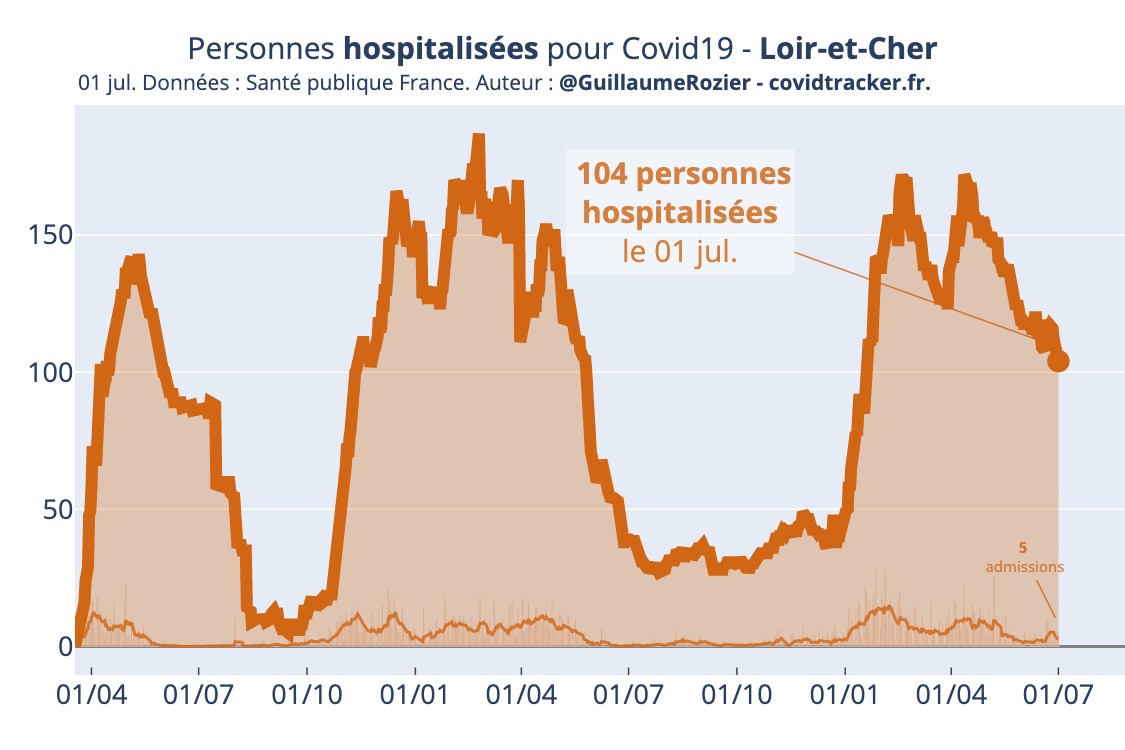 Personnes hospitalisées pour Covid19 - Loir-et-Cher
01 jul. Données : Santé publique France. Auteur : @GuillaumeRozier - covidtracker.fr.
104 personnes
hospitalisées
le 01 jul.
150
100
50
0
5
admissions
01/04 01/07 01/10 01/01 01/04 01/07 01/10 01/01 01/04 01/07